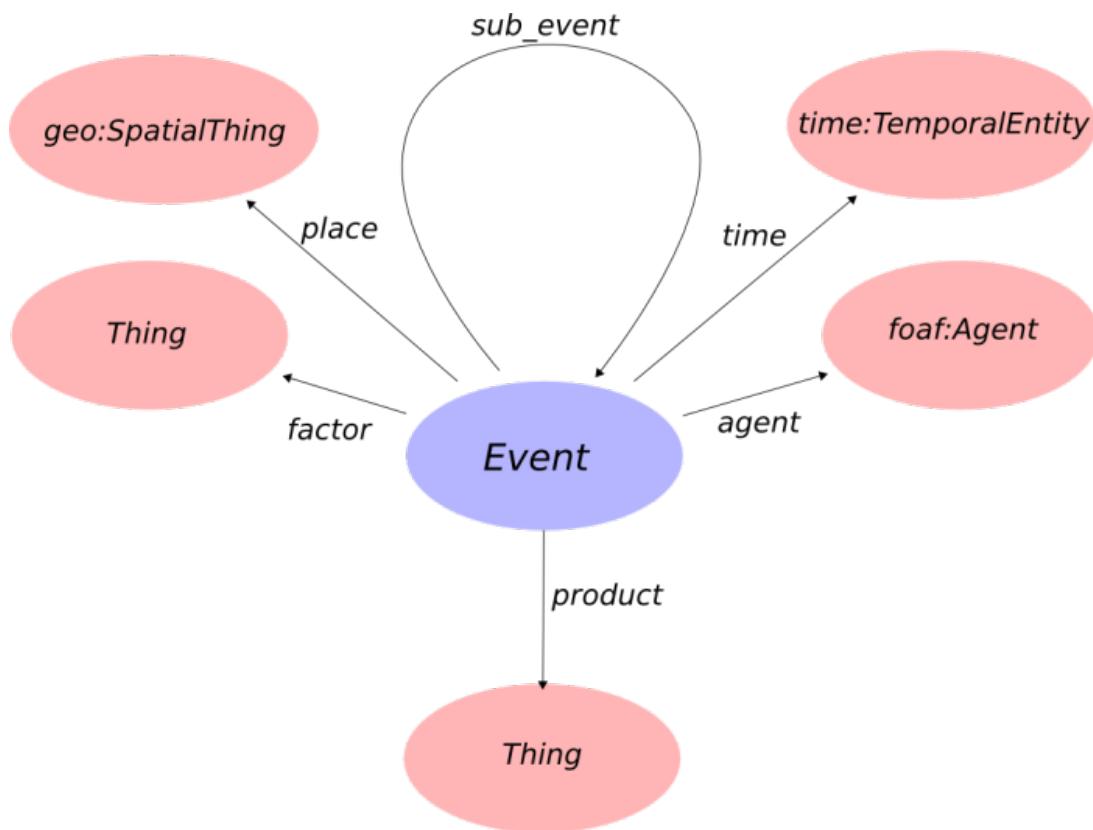 sub_event
geo:SpatialThing
time:TemporalEntity
place
time
Thing
foaf:Agent
factor
agent
Event
product
Thing